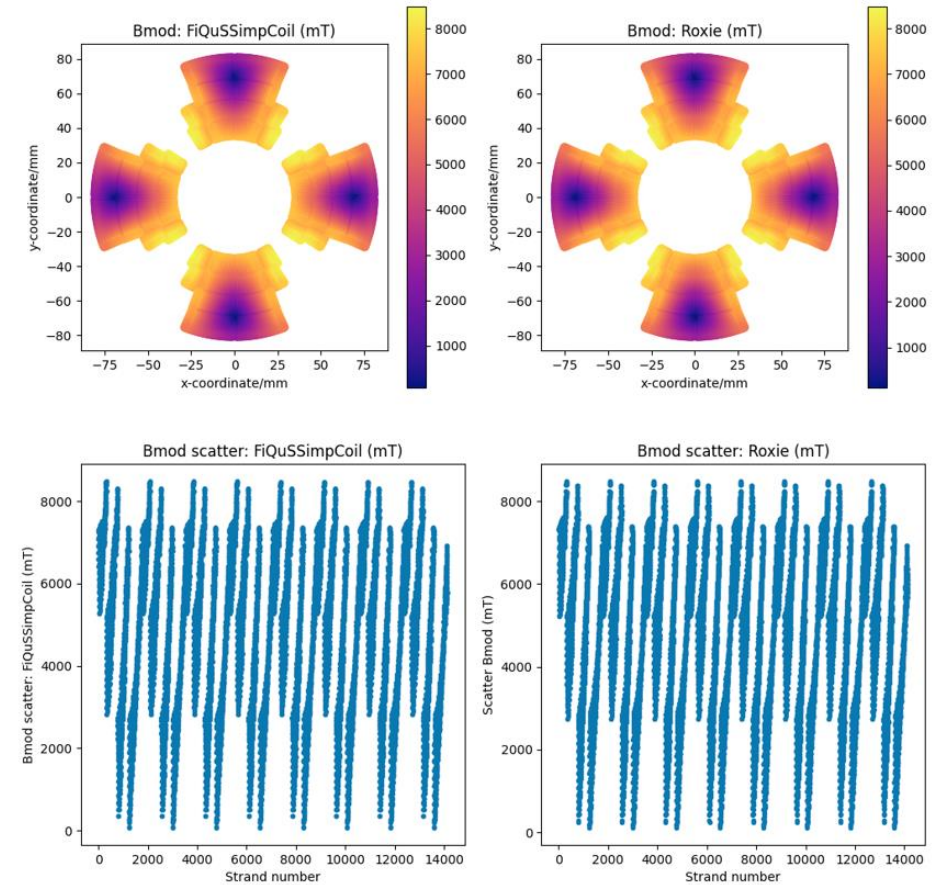 Bmod: FiQuSSimpCoil (mT)
80
60
40
20
0
−20
−40
−60
−80
y-coordinate/mm
−75 −50 −25 0 25 50 75
x-coordinate/mm
8000
7000
6000
5000
4000
3000
2000
1000
Bmod: Roxie (mT)
80
60
40
20
0
−20
−40
−60
−80
y-coordinate/mm
−75 −50 −25 0 25 50 75
x-coordinate/mm
8000
7000
6000
5000
4000
3000
2000
1000
Bmod scatter: FiQuSSimpCoil (mT)
8000
6000
4000
2000
0
Bmod scatter: FiQuSSimpCoil (mT)
0 2000 4000 6000 8000 10000 12000 14000
Strand number
Bmod scatter: Roxie (mT)
8000
6000
4000
2000
0
Scatter Bmod (mT)
0 2000 4000 6000 8000 10000 12000 14000
Strand number